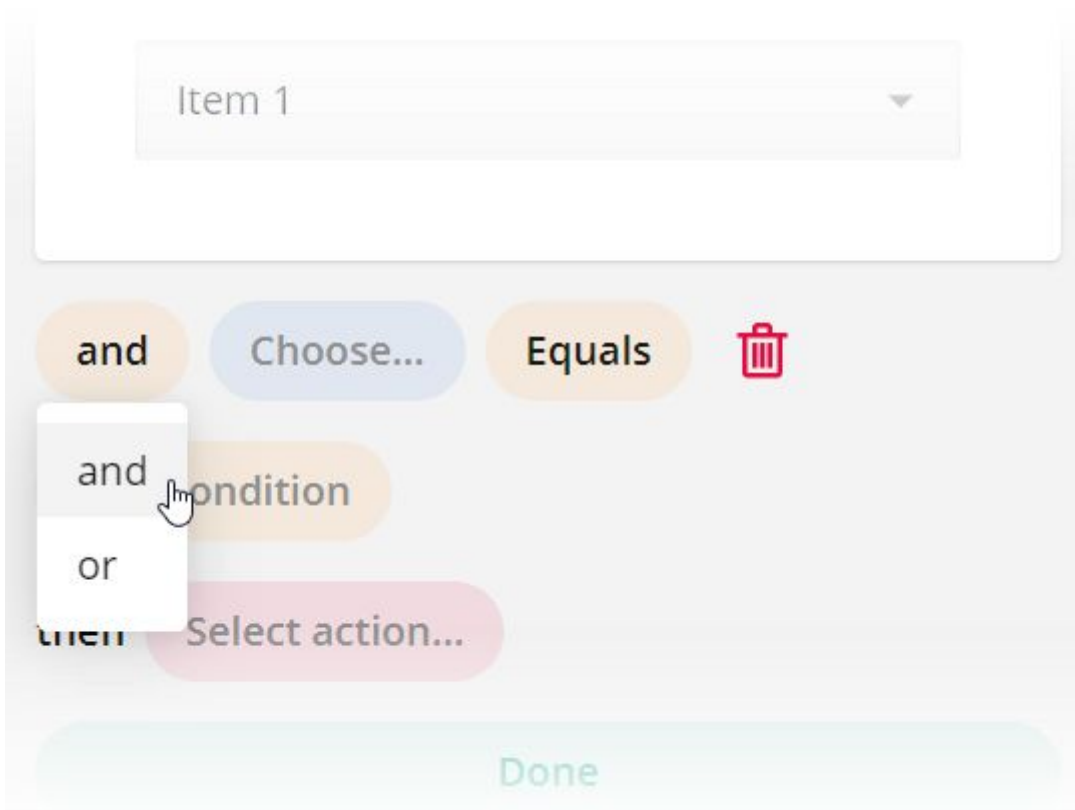 Item 1
and Choose... Equals
and
ondition
or
then Select action...
Done